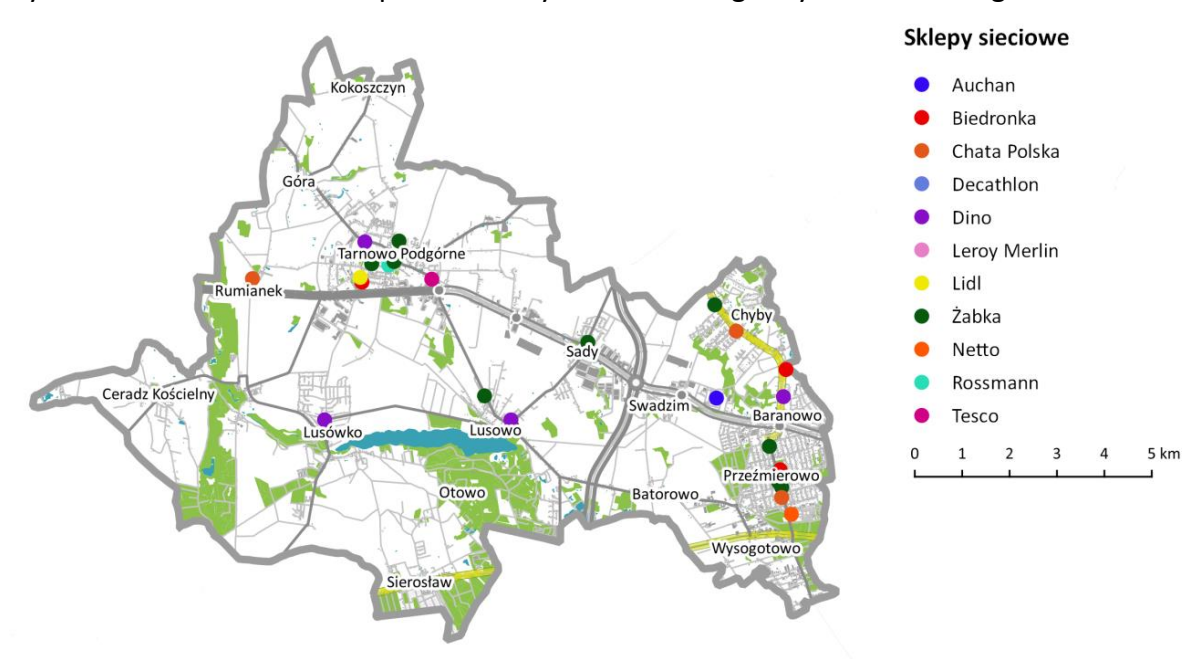 Sklepy sieciowe
Auchan
Biedronka
Chata Polska
Decathlon
Dino
Leroy Merlin
Lidl
Żabka
Netto
Rossmann
Tesco
0 1 2 3 4 5 km
Kokoszczyn
Góra
Tarnowo Podgórne
Rumianek
Chyby
Sady
Ceradz Kościelny
Swadzim
Baranowo
Lusówko
Lusowo
Przeźmierowo
Otowo
Batorowo
Wysogotowo
Sierosław